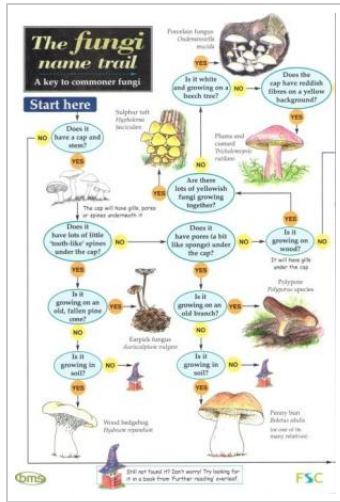 The fungi
name trail
A key to commoner fungi
Start here
Does it
have a cap and
stem?
NO
YES
The cap will have gills, pores
or spines underneath it
Does it
have lots of little
'tooth-like' spines
under the cap?
NO
YES
Is it
growing on an
old, fallen pine
cone?
YES
Earpick fungus
Auriscalpium vulgare
NO
Is it
growing in
soil?
NO
YES
Wood hedgehog
Hydnum repandum
Porcelain fungus
Oudemansiella
mucida
YES
Is it white
and growing on a
beech tree?
NO
Does the
cap have reddish
fibres on a yellow
background?
NO
YES
Plums and
custard
Tricholomopsis
rutilans
Sulphur tuft
Hypholoma
fasciculare
YES
NO
Are there
lots of yellowish
fungi growing
together?
YES
Does it
have pores (a bit
like sponge) under
the cap?
NO
Is it
growing on
wood?
NO
It will have gills
under the cap
YES
Is it
growing on an
old branch?
YES
Polypore
Polyporus species
NO
Is it
growing in
soil?
NO
YES
Penny bun
Boletus edulis
(or one of its
many relatives)
Still not found it? Don't worry! Try looking for
it in a book from 'Further reading' overleaf.
bms
FSC